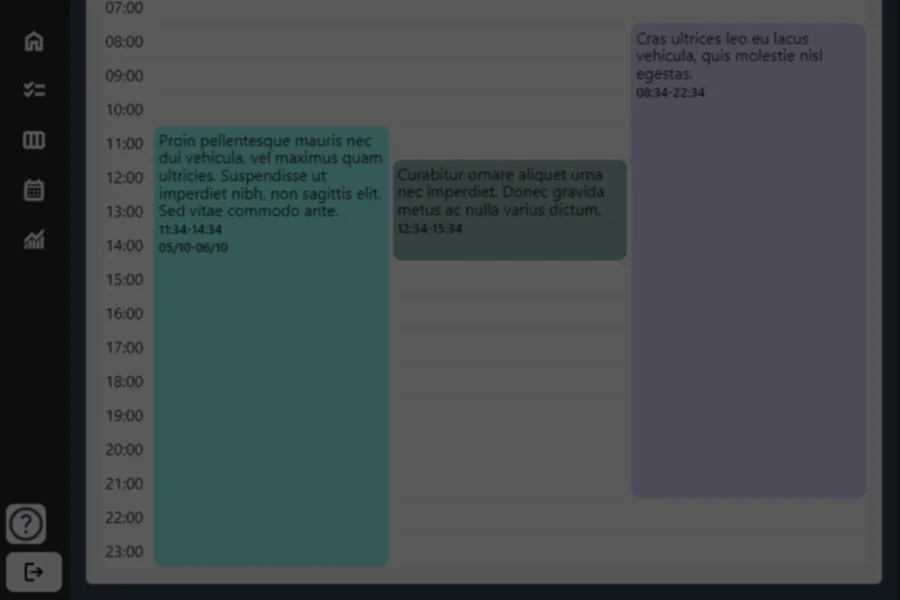 07:00
08:00
09:00
10:00
11:00
12:00
13:00
14:00
15:00
16:00
17:00
18:00
19:00
20:00
21:00
22:00
23:00
Proin pellentesque mauris nec
dui vehicula, vel maximus quam
ultricies. Suspendisse ut
imperdiet nibh, non sagittis elit.
Sed vitae commodo ante.
11:34-14:34
05/10-06/10
Curabitur ornare aliquet urna
nec imperdiet. Donec gravida
metus ac nulla varius dictum.
12:34-15:34
Cras ultrices leo eu lacus
vehicula, quis molestie nisl
egestas.
08:34-22:34